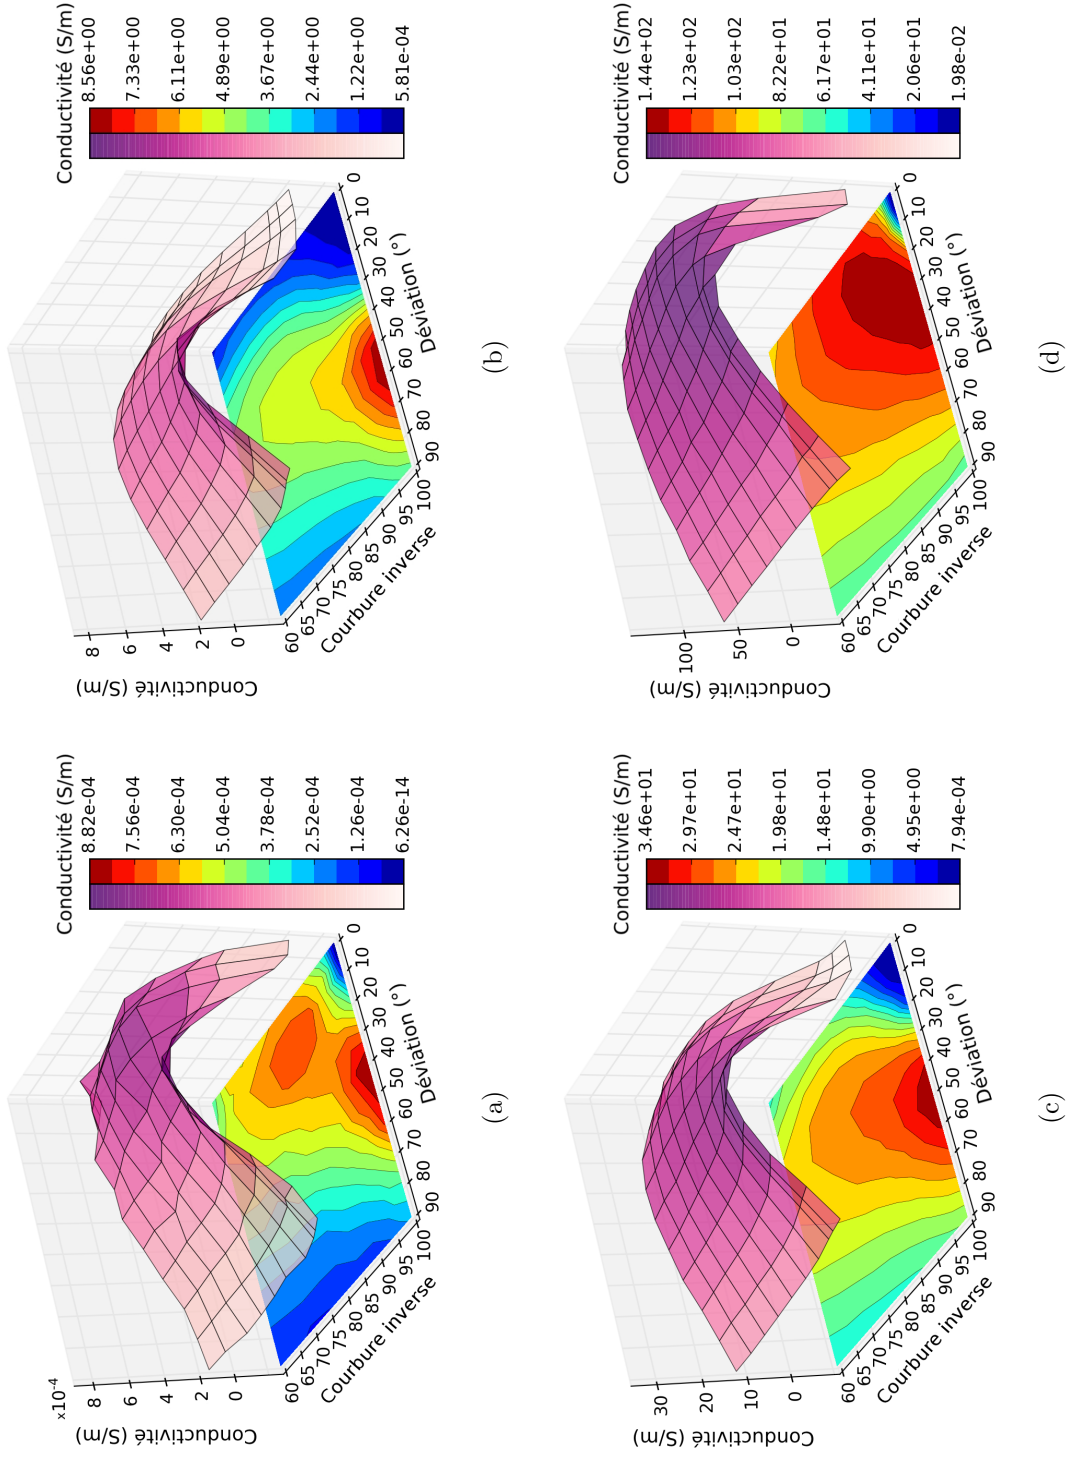 Conductivité (S/m)
8.82e-04
7.56e-04
6.30e-04
5.04e-04
3.78e-04
2.52e-04
1.26e-04
6.26e-14
x10-4
8
6
4
2
0
Conductivité (S/m)
60
65
70
75
80
85
90
95
100
Courbure inverse
90
80
70
60
50
40
30
20
10
0
Déviation (°)
(a)
Conductivité (S/m)
8.56e+00
7.33e+00
6.11e+00
4.89e+00
3.67e+00
2.44e+00
1.22e+00
5.81e-04
8
6
4
2
0
Conductivité (S/m)
60
65
70
75
80
85
90
95
100
Courbure inverse
90
80
70
60
50
40
30
20
10
0
Déviation (°)
(b)
Conductivité (S/m)
3.46e+01
2.97e+01
2.47e+01
1.98e+01
1.48e+01
9.90e+00
4.95e+00
7.94e-04
30
20
10
0
Conductivité (S/m)
60
65
70
75
80
85
90
95
100
Courbure inverse
90
80
70
60
50
40
30
20
10
0
Déviation (°)
(c)
Conductivité (S/m)
1.44e+02
1.23e+02
1.03e+02
8.22e+01
6.17e+01
4.11e+01
2.06e+01
1.98e-02
100
50
0
Conductivité (S/m)
60
65
70
75
80
85
90
95
100
Courbure inverse
90
80
70
60
50
40
30
20
10
0
Déviation (°)
(d)